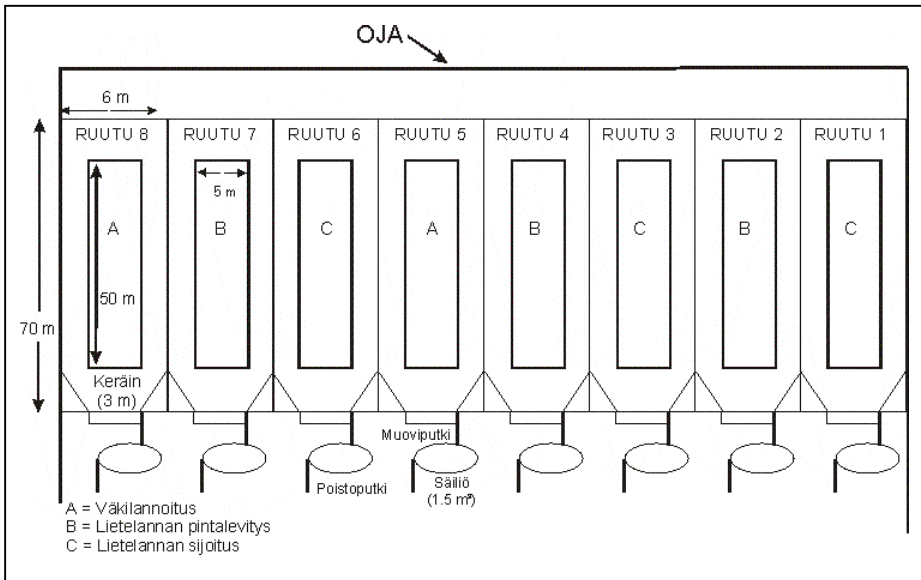 OJA
6 m
RUUTU 8
RUUTU 7
RUUTU 6
RUUTU 5
RUUTU 4
RUUTU 3
RUUTU 2
RUUTU 1
5 m
A
B
C
A
B
C
B
C
50 m
70 m
Keräin
(3 m)
Muoviputki
Poistoputki
Säiliö
(1.5 m³)
A = Väkilannoitus
B = Lietelannan pintalevitys
C = Lietelannan sijoitus